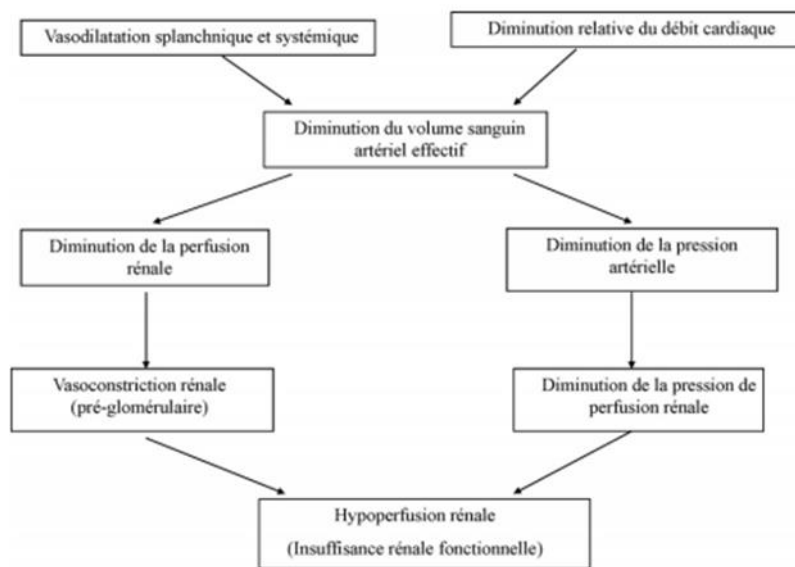 Vasodilatation splanchnique et systémique
Diminution relative du débit cardiaque
Diminution du volume sanguin
artériel effectif
Diminution de la perfusion
rénale
Diminution de la pression
artérielle
Vasoconstriction rénale
(pré-glomérulaire)
Diminution de la pression de
perfusion rénale
Hypoperfusion rénale
(Insuffisance rénale fonctionnelle)